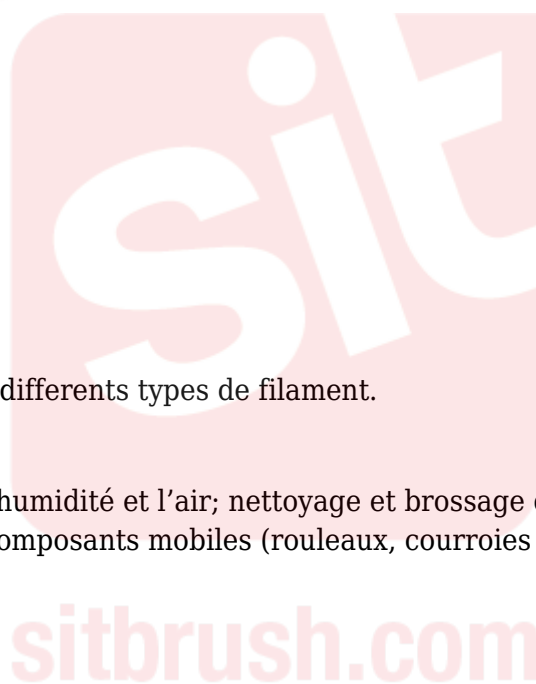 sit
differents types de filament.
humidité et l’air; nettoyage et brossage
omposants mobiles (rouleaux, courroies
sitbrush.com